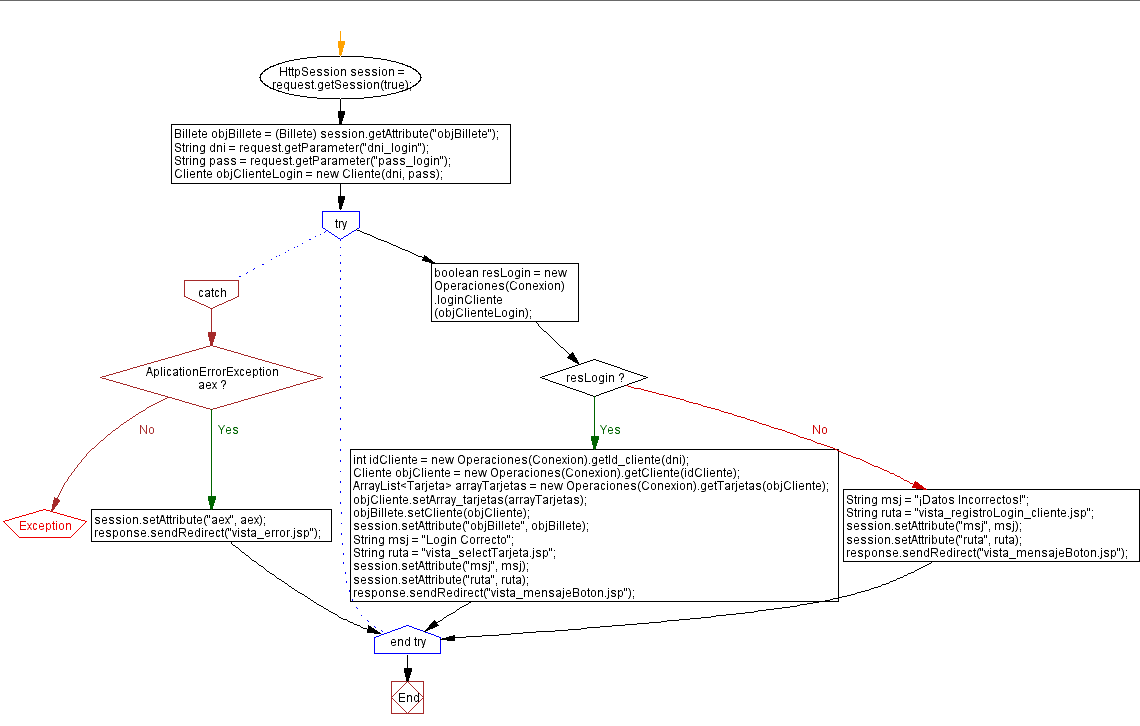 HttpSession session =
request.getSession(true);
Billete objBillete = (Billete) session.getAttribute("objBillete");
String dni = request.getParameter("dni_login");
String pass = request.getParameter("pass_login");
Cliente objClienteLogin = new Cliente(dni, pass);
try
boolean resLogin = new
Operaciones(Conexion)
.loginCliente
(objClienteLogin);
catch
AplicationErrorException
aex ?
resLogin ?
No
Yes
Yes
No
Exception
session.setAttribute("aex", aex);
response.sendRedirect("vista_error.jsp");
int idCliente = new Operaciones(Conexion).getId_cliente(dni);
Cliente objCliente = new Operaciones(Conexion).getCliente(idCliente);
ArrayList<Tarjeta> arrayTarjetas = new Operaciones(Conexion).getTarjetas(objCliente);
objCliente.setArray_tarjetas(arrayTarjetas);
objBillete.setCliente(objCliente);
session.setAttribute("objBillete", objBillete);
String msj = "Login Correcto";
String ruta = "vista_selectTarjeta.jsp";
session.setAttribute("msj", msj);
session.setAttribute("ruta", ruta);
response.sendRedirect("vista_mensajeBoton.jsp");
String msj = "¡Datos Incorrectos!";
String ruta = "vista_registroLogin_cliente.jsp";
session.setAttribute("msj", msj);
session.setAttribute("ruta", ruta);
response.sendRedirect("vista_mensajeBoton.jsp");
end try
End